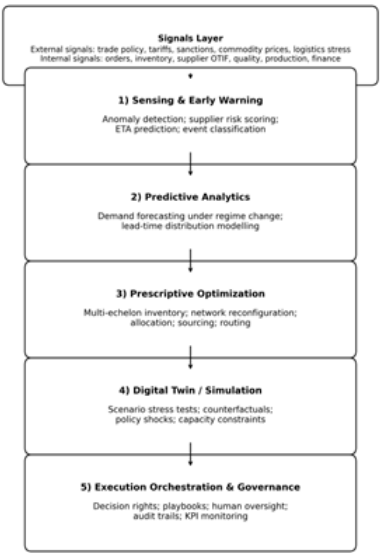 Signals Layer
External signals: trade policy, tariffs, sanctions, commodity prices, logistics stress
Internal signals: orders, inventory, supplier OTIF, quality, production, finance
1) Sensing & Early Warning
Anomaly detection; supplier risk scoring;
ETA prediction; event classification
2) Predictive Analytics
Demand forecasting under regime change;
lead-time distribution modelling
3) Prescriptive Optimization
Multi-echelon inventory; network reconfiguration;
allocation; sourcing; routing
4) Digital Twin / Simulation
Scenario stress tests; counterfactuals;
policy shocks; capacity constraints
5) Execution Orchestration & Governance
Decision rights; playbooks; human oversight;
audit trails; KPI monitoring